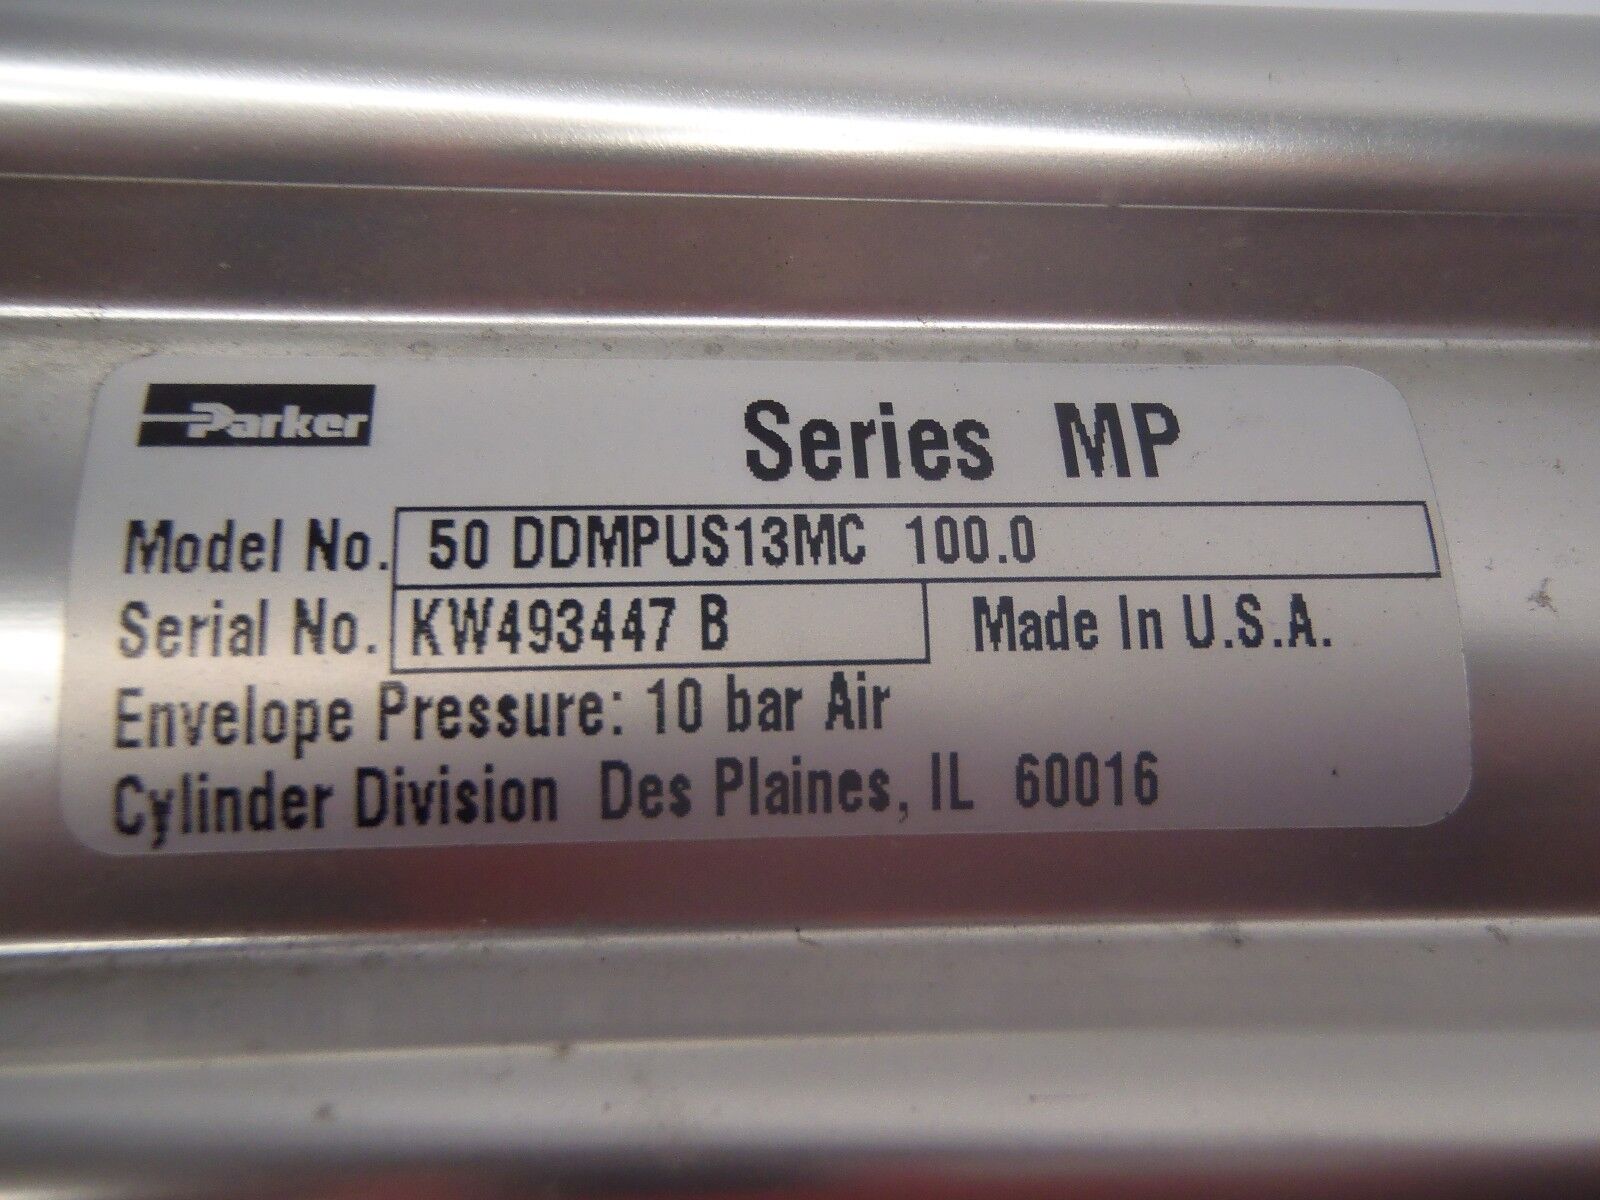 Parker
Series MP
Model No. 50 DDMPUS13MC 100.0
Serial No. KW493447 B Made In U.S.A.
Envelope Pressure: 10 bar Air
Cylinder Division Des Plaines, IL 60016